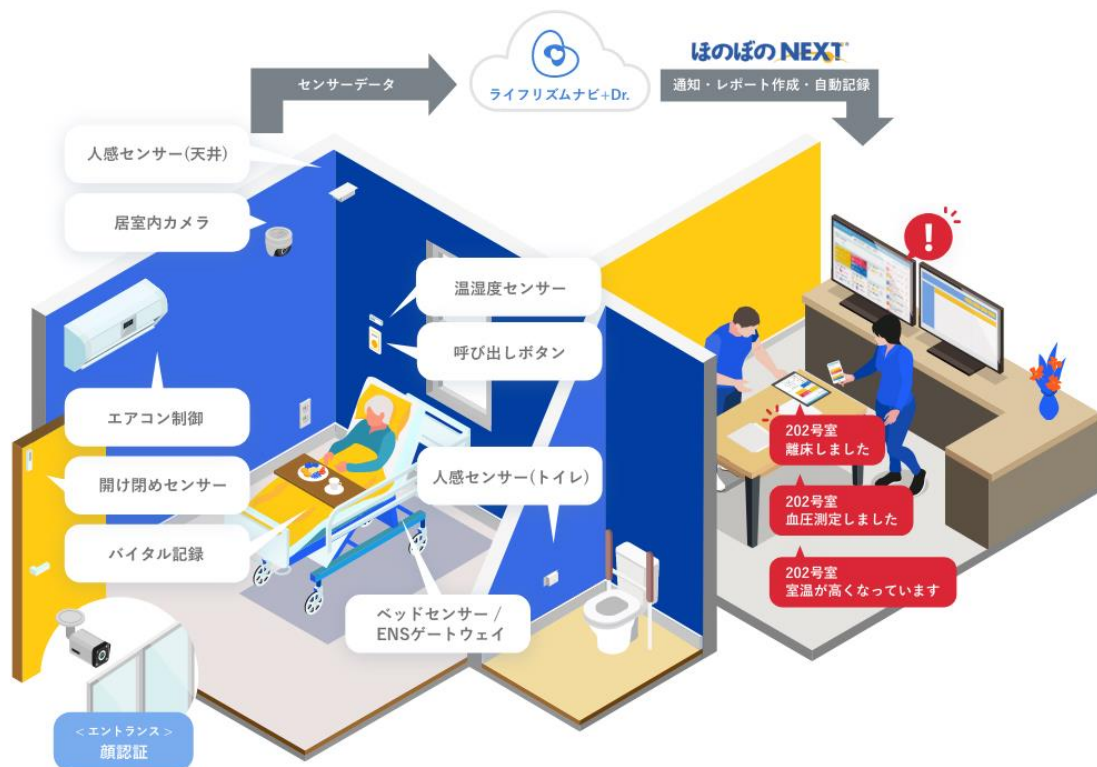 センサーデータ
ライフリズムナビ+Dr.
ほのぼのNEXT®
通知・レポート作成・自動記録
人感センサー(天井)
居室内カメラ
温湿度センサー
呼び出しボタン
エアコン制御
開け閉めセンサー
バイタル記録
人感センサー(トイレ)
ベッドセンサー /
ENSゲートウェイ
!
202号室
離床しました
202号室
血圧測定しました
202号室
室温が高くなっています
< エントランス >
顔認証